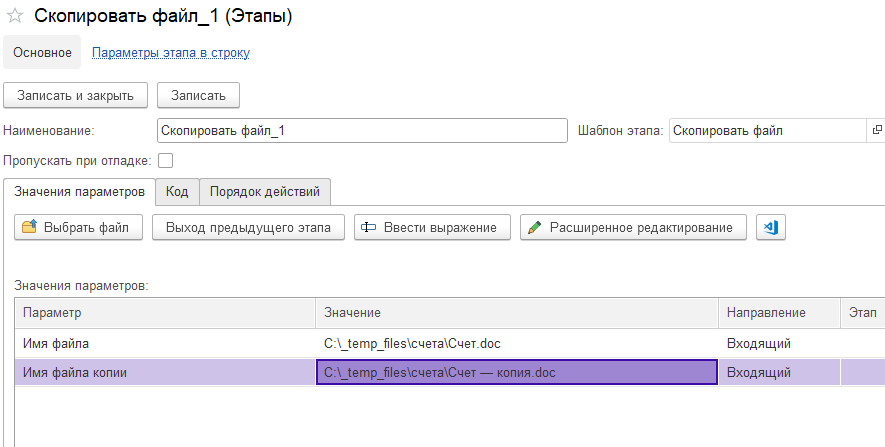 Скопировать файл_1 (Этапы)
Основное Параметры этапа в строку
Записать и закрыть Записать
Наименование: Скопировать файл_1 Шаблон этапа: Скопировать файл
Пропускать при отладке:
Значения параметров Код Порядок действий
Выбрать файл Выход предыдущего этапа Ввести выражение Расширенное редактирование
Значения параметров:
Параметр Значение Направление Этап
Имя файла C:\_temp_files\счета\Счет.doc Входящий
Имя файла копии C:\_temp_files\счета\Счет — копия.doc Входящий